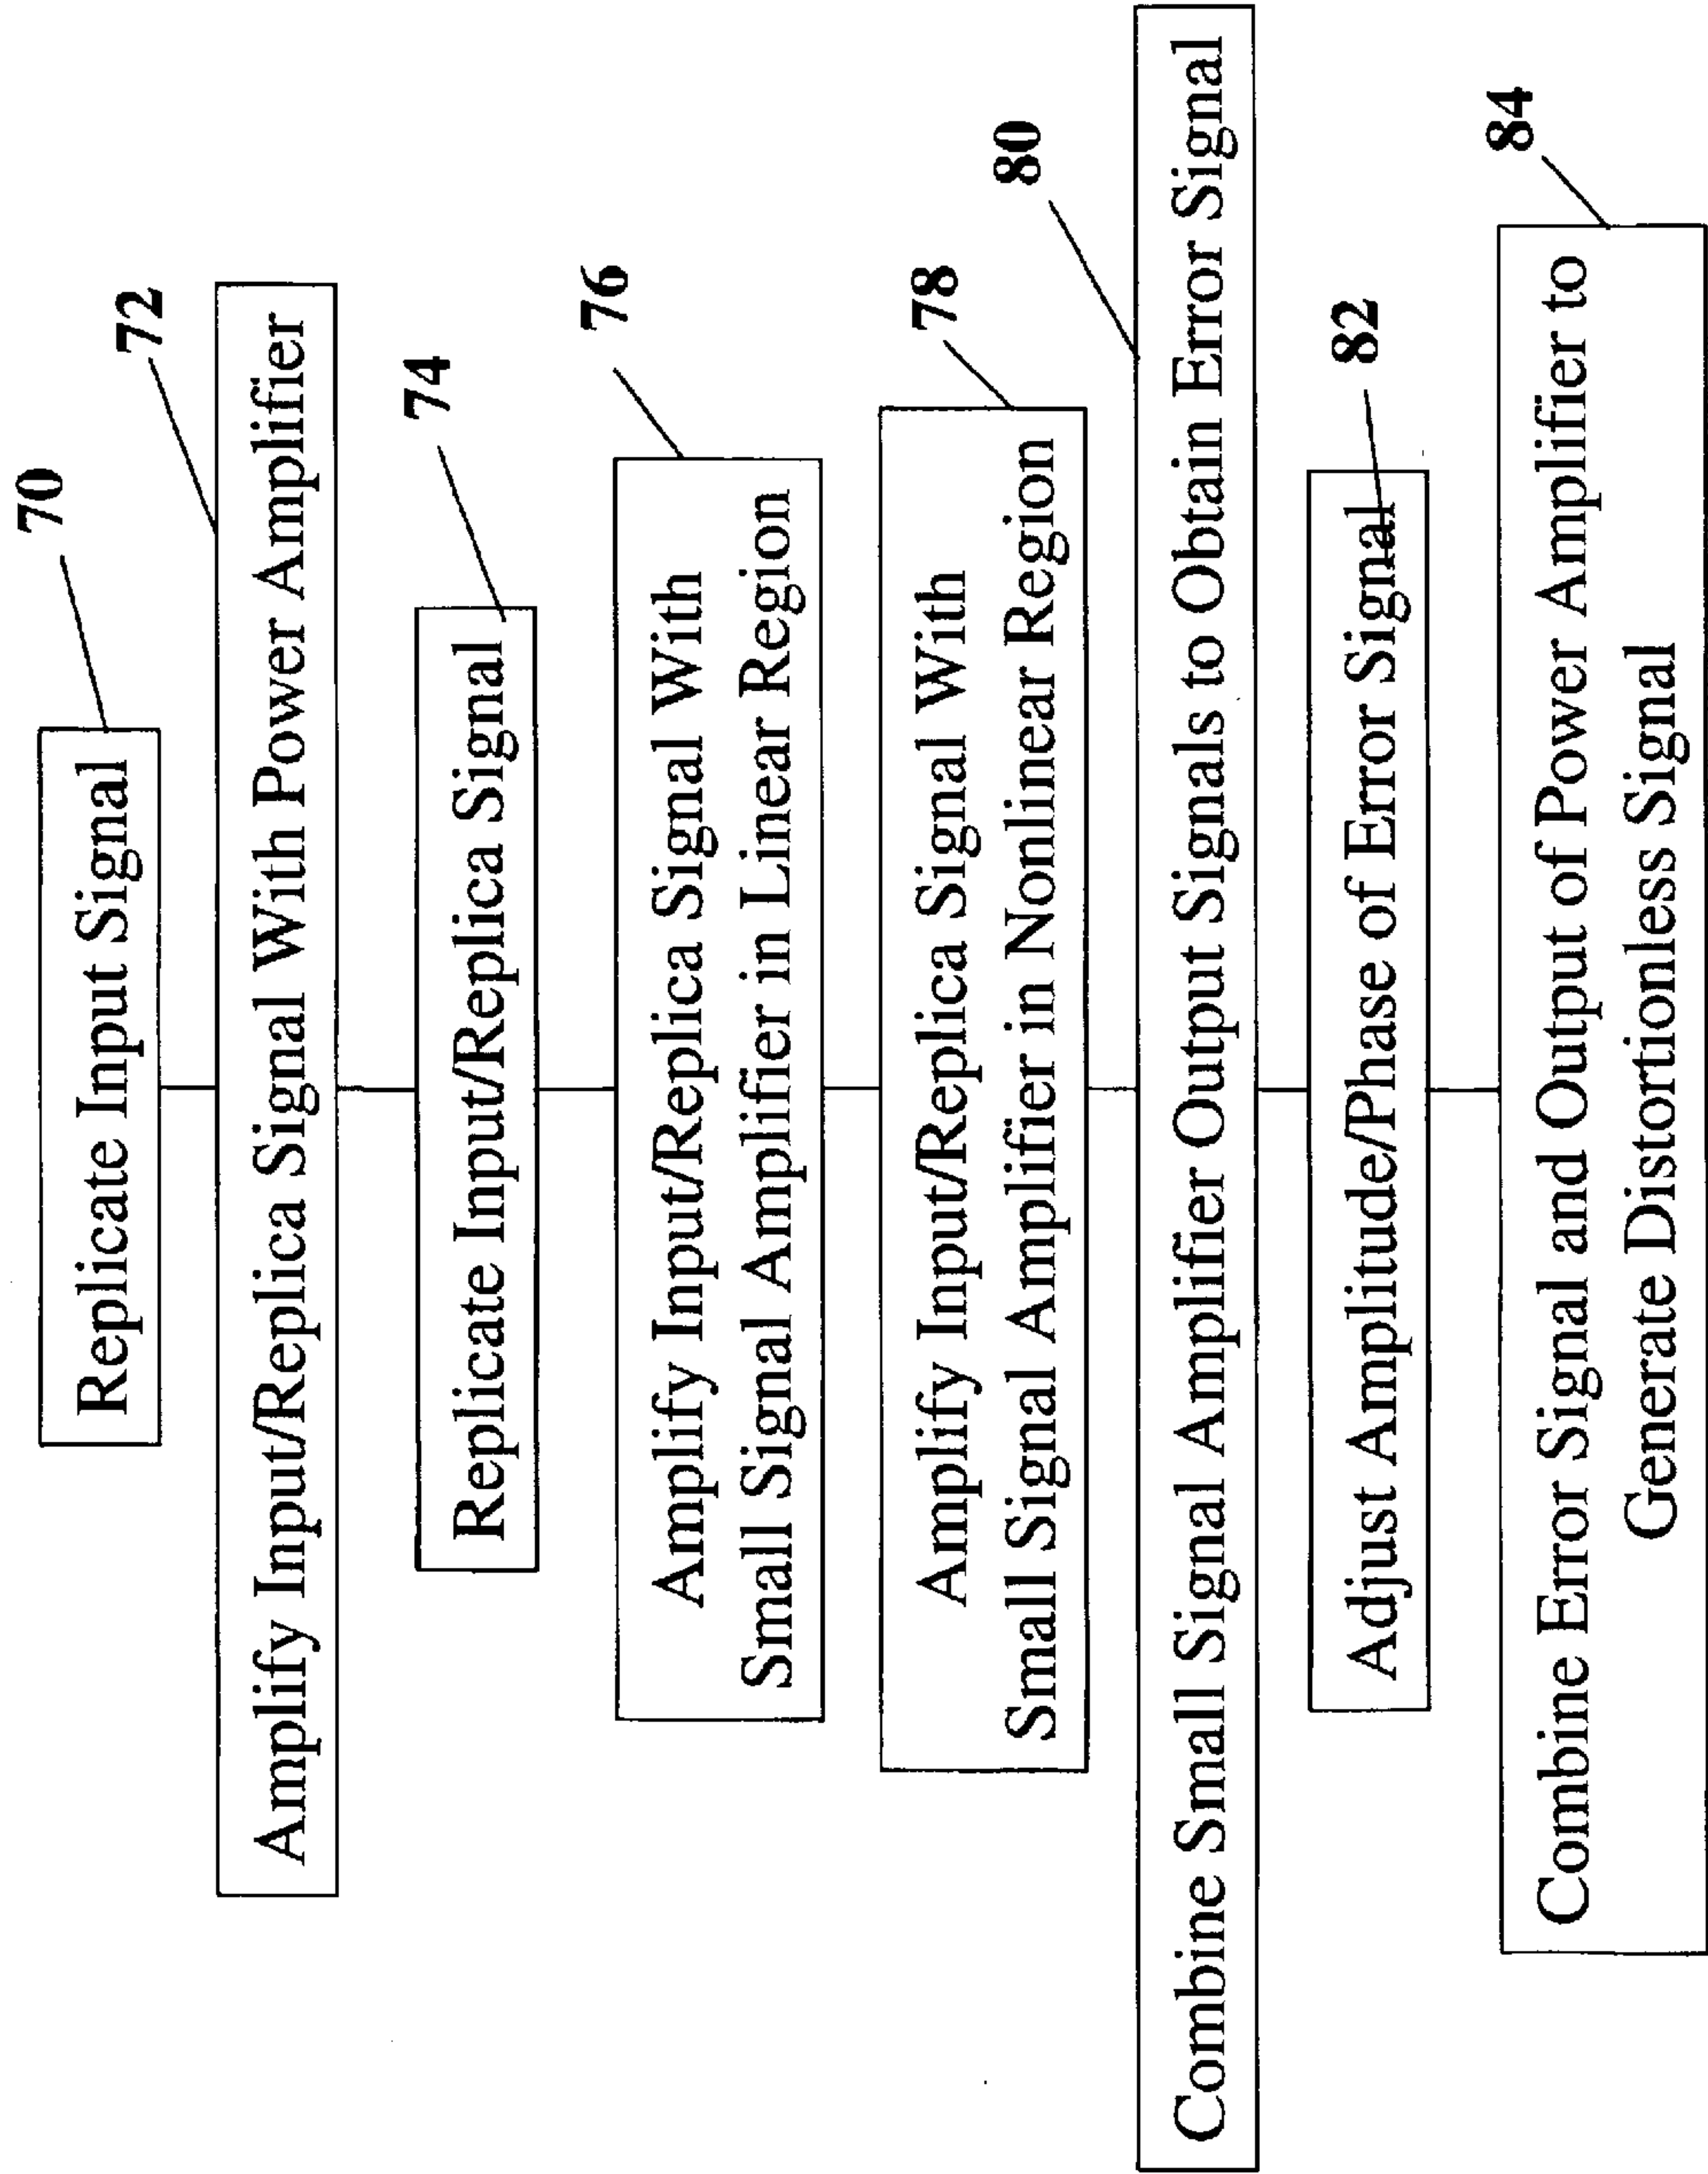 70
Replicate Input Signal
72
Amplify Input/Replica Signal With Power Amplifier
74
Replicate Input/Replica Signal
76
Amplify Input/Replica Signal With
Small Signal Amplifier in Linear Region
78
Amplify Input/Replica Signal With
Small Signal Amplifier in Nonlinear Region
80
Combine Small Signal Amplifier Output Signals to Obtain Error Signal
82
Adjust Amplitude/Phase of Error Signal
84
Combine Error Signal and Output of Power Amplifier to
Generate Distortionless Signal